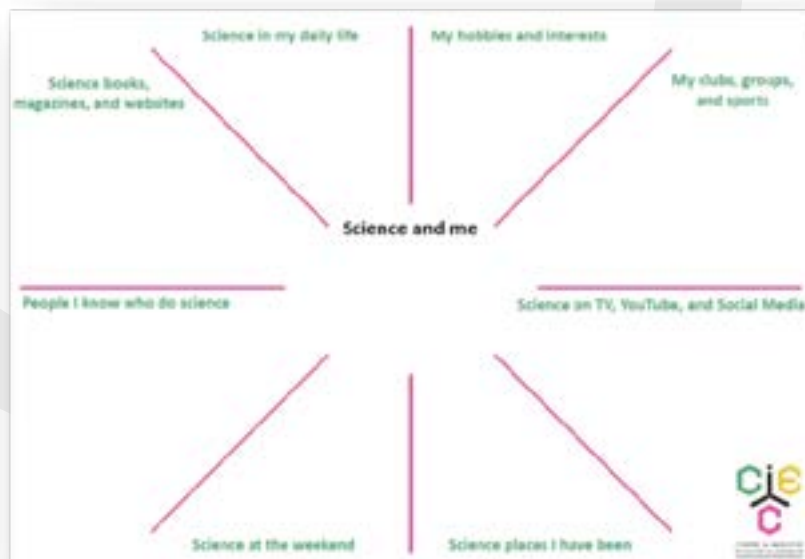 Science in my daily life
My hobbies and interests
Science books,
magazines, and websites
My clubs, groups,
and sports
Science and me
People I know who do science
Science on TV, YouTube, and Social Media
Science at the weekend
Science places I have been
CIEC